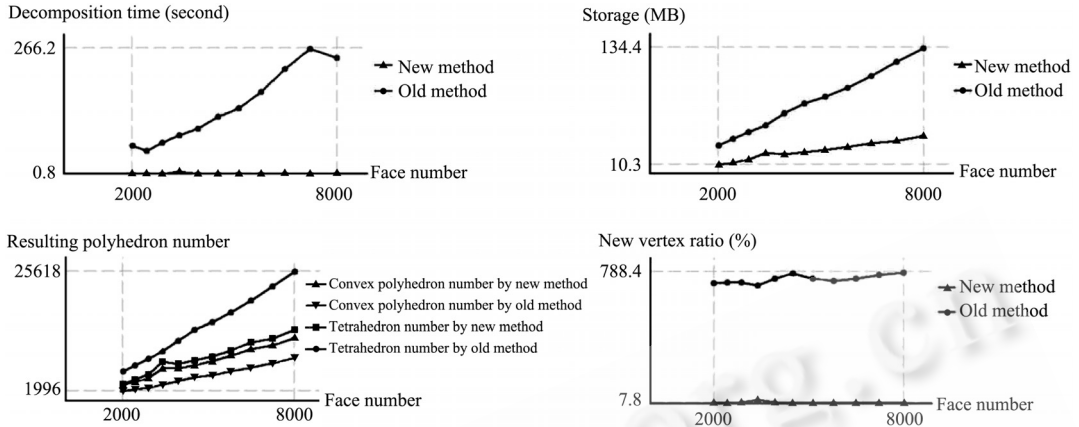 Decomposition time (second)
266.2
New method
Old method
0.8
Face number
2000
8000
Storage (MB)
134.4
New method
Old method
10.3
Face number
2000
8000
Resulting polyhedron number
25618
Convex polyhedron number by new method
Convex polyhedron number by old method
Tetrahedron number by new method
Tetrahedron number by old method
1996
Face number
2000
8000
New vertex ratio (%)
788.4
New method
Old method
7.8
Face number
2000
8000